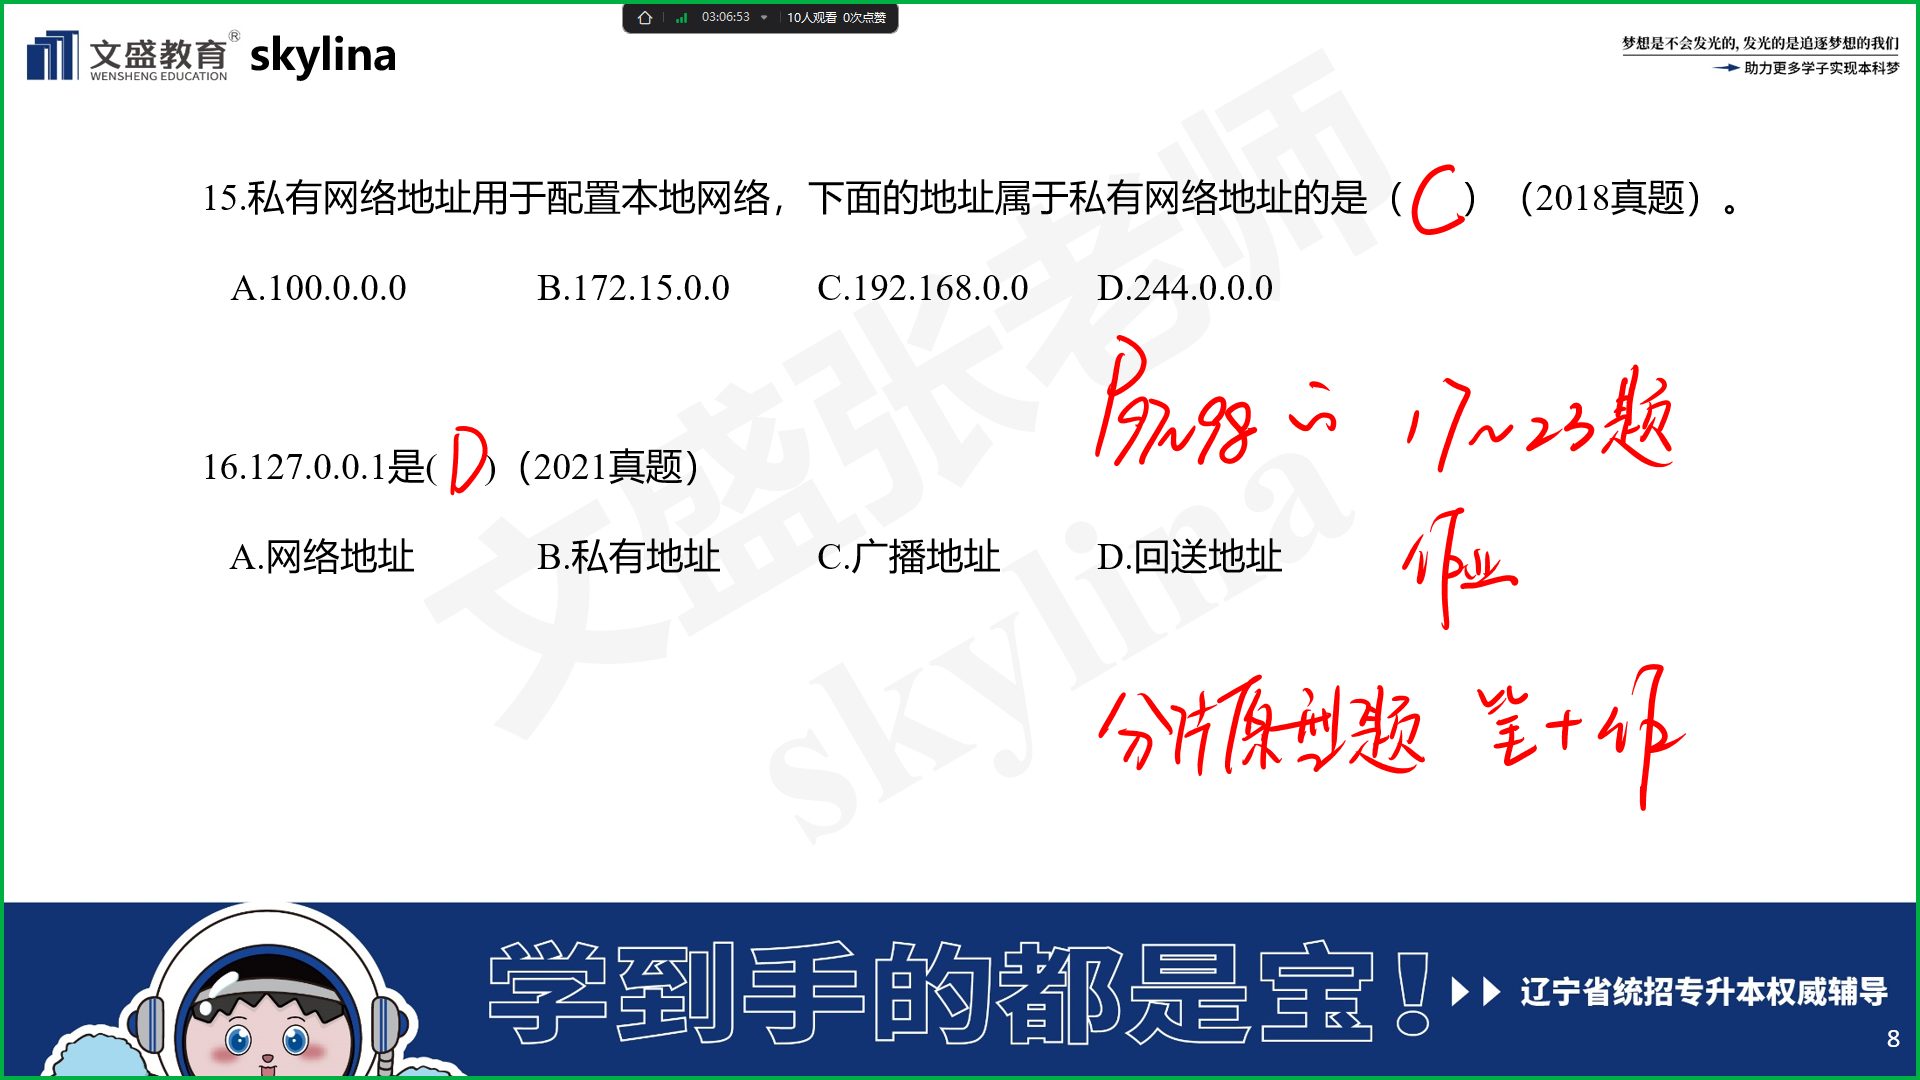 03:06:53 10人观看 0次点赞
文盛教育® skylina
WENSHENG EDUCATION
梦想是不会发光的, 发光的是追逐梦想的我们
助力更多学子实现本科梦
15.私有网络地址用于配置本地网络，下面的地址属于私有网络地址的是（C）（2018真题）。
A.100.0.0.0 B.172.15.0.0 C.192.168.0.0 D.244.0.0.0
P97~98 的 17~23题
16.127.0.0.1是( D )（2021真题）
A.网络地址 B.私有地址 C.广播地址 D.回送地址
作业
分片原型题 笔+作
文盛张老师
skylina
学到手的都是宝！
辽宁省统招专升本权威辅导
8